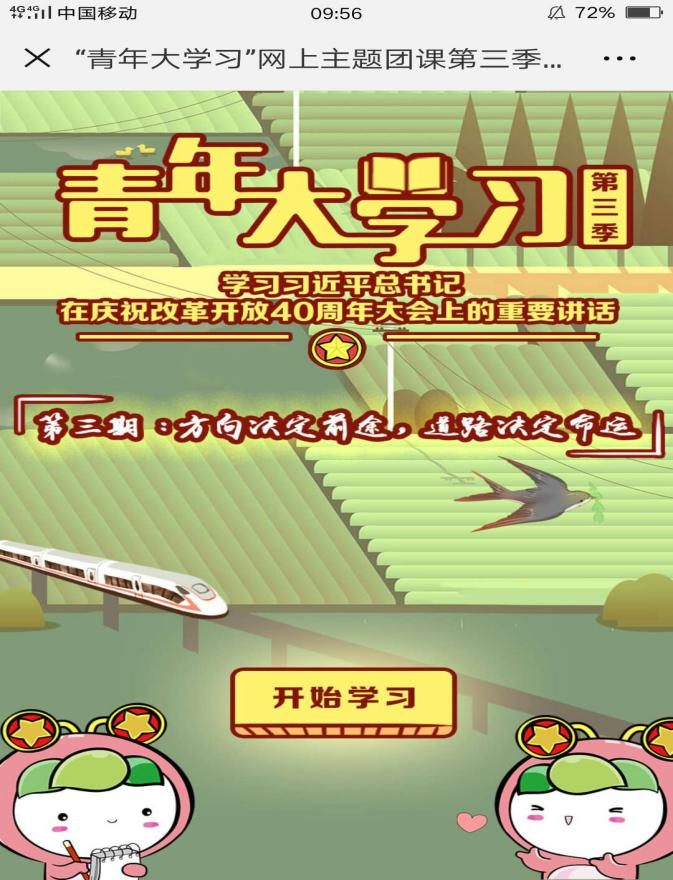 4G 4G 中国移动 09:56 72%
“青年大学习”网上主题团课第三季...
青年大学习 第三季
学习习近平总书记
在庆祝改革开放40周年大会上的重要讲话
第三期：方向决定前途，道路决定命运
开始学习